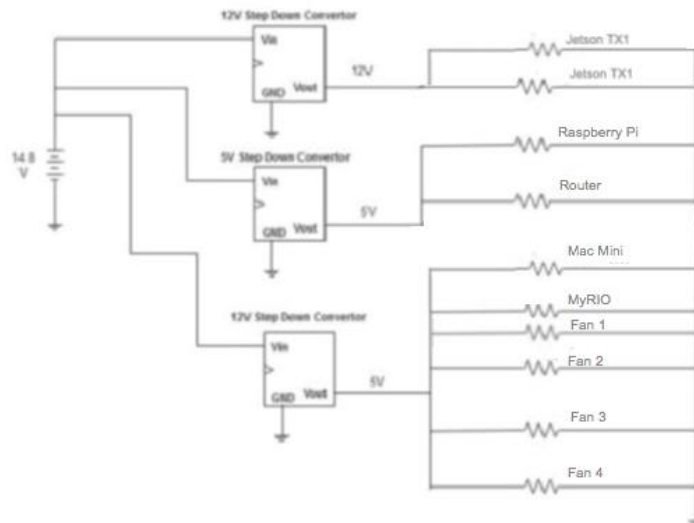 12V Step Down Convertor
Vin
Vout
GND
12V
Jetson TX1
Jetson TX1
14.8
V
5V Step Down Convertor
Vin
Vout
GND
5V
Raspberry Pi
Router
12V Step Down Convertor
Vin
GND Vout
5V
Mac Mini
MyRIO
Fan 1
Fan 2
Fan 3
Fan 4